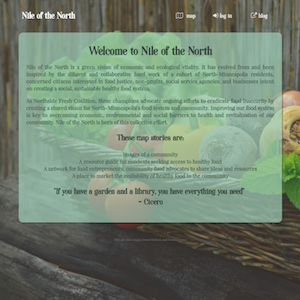 Nile of the North
map
log in
blog
Welcome to Nile of the North
Nile of the North is a green vision of economic and ecological vitality. It has evolved from and been
inspired by the diligent and collaborative food work of a cohort of North-Minneapolis residents,
concerned citizens interested in food justice, non-profits, social service agencies, and businesses intent
on creating a social, sustainable healthy food system.
As Northside Fresh Coalition, these champions advocate ongoing efforts to eradicate food insecurity by
creating a shared vision for North-Minneapolis's food system and community. Improving our food system
is key to overcoming economic, environmental and social barriers to health and revitalization of our
community. Nile of the North is born of this collective effort.
These map stories are:
Images of a community
A resource guide for residents seeking access to healthy food
A network for food entrepreneurs, community food advocates to share ideas and resources
A place to market the availability of healthy food to the community
"if you have a garden and a library, you have everything you need"
~ Cicero